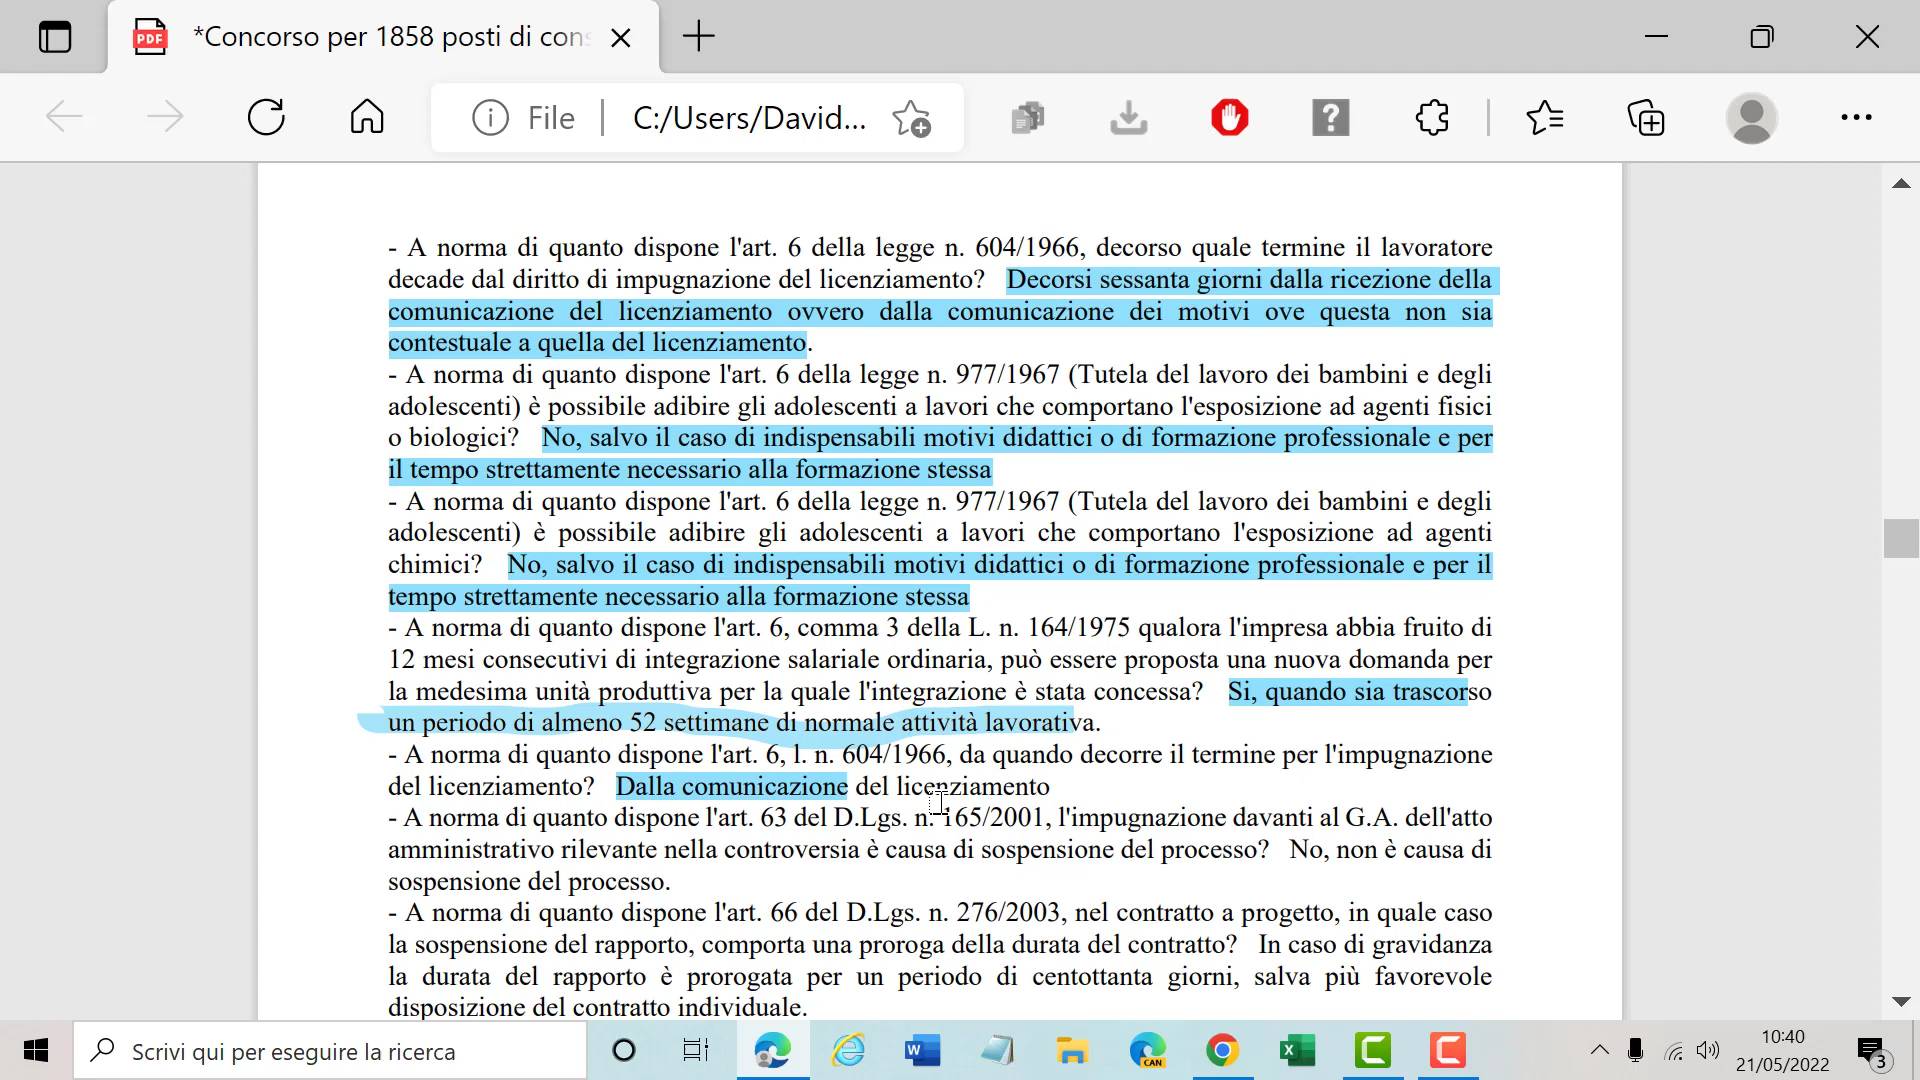 *Concorso per 1858 posti di con
File
C:/Users/David...
- A norma di quanto dispone l'art. 6 della legge n. 604/1966, decorso quale termine il lavoratore
decade dal diritto di impugnazione del licenziamento? Decorsi sessanta giorni dalla ricezione della
comunicazione del licenziamento ovvero dalla comunicazione dei motivi ove questa non sia
contestuale a quella del licenziamento.
- A norma di quanto dispone l'art. 6 della legge n. 977/1967 (Tutela del lavoro dei bambini e degli
adolescenti) è possibile adibire gli adolescenti a lavori che comportano l'esposizione ad agenti fisici
o biologici? No, salvo il caso di indispensabili motivi didattici o di formazione professionale e per
il tempo strettamente necessario alla formazione stessa
- A norma di quanto dispone l'art. 6 della legge n. 977/1967 (Tutela del lavoro dei bambini e degli
adolescenti) è possibile adibire gli adolescenti a lavori che comportano l'esposizione ad agenti
chimici? No, salvo il caso di indispensabili motivi didattici o di formazione professionale e per il
tempo strettamente necessario alla formazione stessa
- A norma di quanto dispone l'art. 6, comma 3 della L. n. 164/1975 qualora l'impresa abbia fruito di
12 mesi consecutivi di integrazione salariale ordinaria, può essere proposta una nuova domanda per
la medesima unità produttiva per la quale l'integrazione è stata concessa? Si, quando sia trascorso
un periodo di almeno 52 settimane di normale attività lavorativa.
- A norma di quanto dispone l'art. 6, l. n. 604/1966, da quando decorre il termine per l'impugnazione
del licenziamento? Dalla comunicazione del licenziamento
- A norma di quanto dispone l'art. 63 del D.Lgs. n. 165/2001, l'impugnazione davanti al G.A. dell'atto
amministrativo rilevante nella controversia è causa di sospensione del processo? No, non è causa di
sospensione del processo.
- A norma di quanto dispone l'art. 66 del D.Lgs. n. 276/2003, nel contratto a progetto, in quale caso
la sospensione del rapporto, comporta una proroga della durata del contratto? In caso di gravidanza
la durata del rapporto è prorogata per un periodo di centottanta giorni, salva più favorevole
disposizione del contratto individuale.
Scrivi qui per eseguire la ricerca
10:40
21/05/2022
3